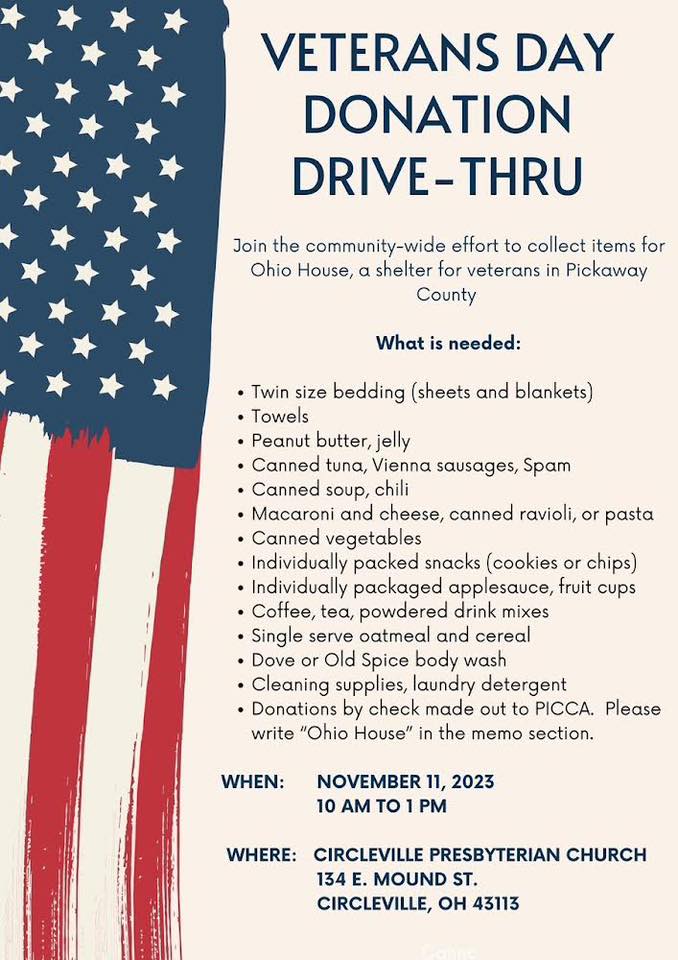 VETERANS DAY
DONATION
DRIVE-THRU
Join the community-wide effort to collect items for
Ohio House, a shelter for veterans in Pickaway
County
What is needed:
• Twin size bedding (sheets and blankets)
• Towels
• Peanut butter, jelly
• Canned tuna, Vienna sausages, Spam
• Canned soup, chili
• Macaroni and cheese, canned ravioli, or pasta
• Canned vegetables
• Individually packed snacks (cookies or chips)
• Individually packaged applesauce, fruit cups
• Coffee, tea, powdered drink mixes
• Single serve oatmeal and cereal
• Dove or Old Spice body wash
• Cleaning supplies, laundry detergent
• Donations by check made out to PICCA. Please
write “Ohio House” in the memo section.
WHEN: NOVEMBER 11, 2023
10 AM TO 1 PM
WHERE: CIRCLEVILLE PRESBYTERIAN CHURCH
134 E. MOUND ST.
CIRCLEVILLE, OH 43113